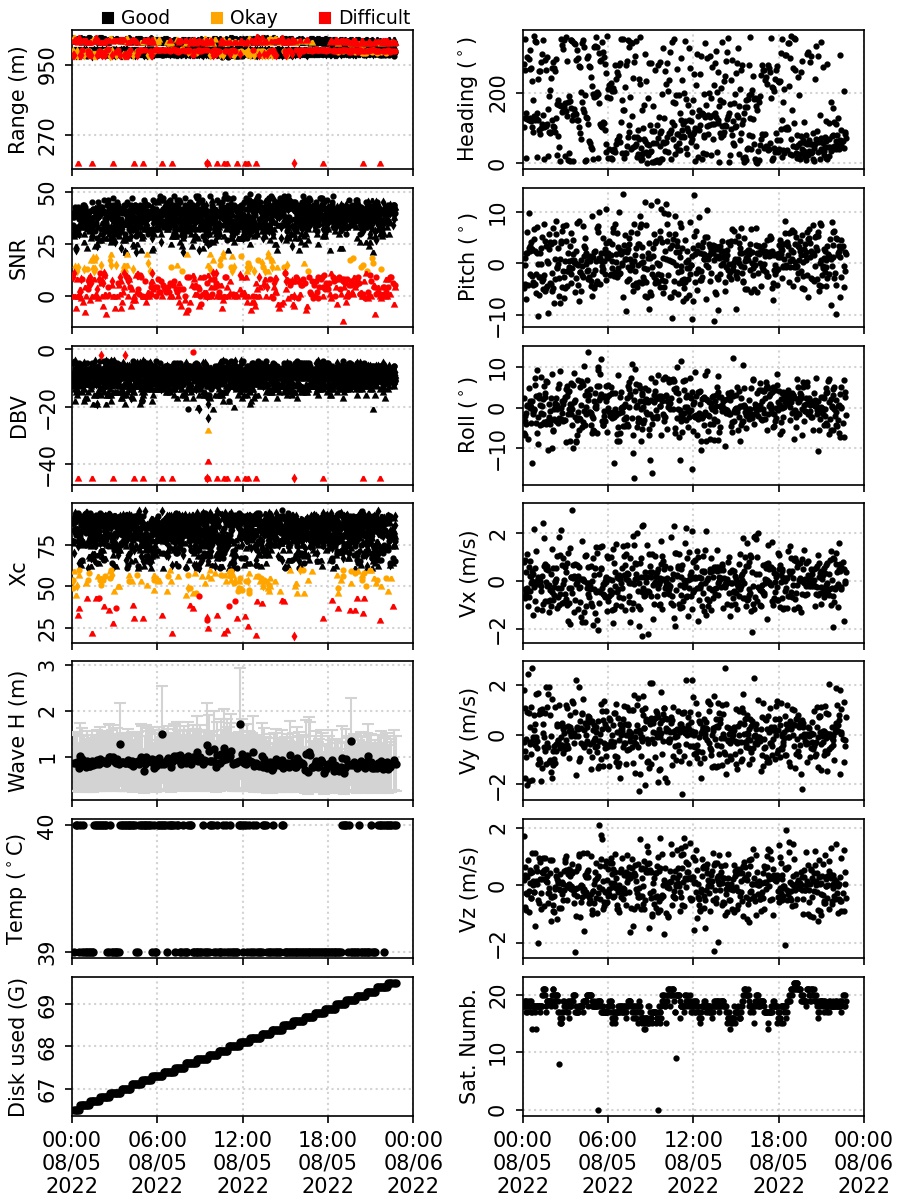 Good Okay Difficult
Range (m)
950
270
Heading (°)
200
0
SNR
50
25
0
Pitch (°)
10
0
−10
DBV
0
−20
−40
Roll (°)
10
0
−10
Xc
75
50
25
Vx (m/s)
2
0
−2
Wave H (m)
3
2
1
Vy (m/s)
2
0
−2
Temp (°C)
40
39
Vz (m/s)
2
0
−2
Disk used (G)
69
68
67
Sat. Numb.
20
10
0
00:00 06:00 12:00 18:00 00:00
08/05 08/05 08/05 08/05 08/06
2022 2022 2022 2022 2022
00:00 06:00 12:00 18:00 00:00
08/05 08/05 08/05 08/05 08/06
2022 2022 2022 2022 2022